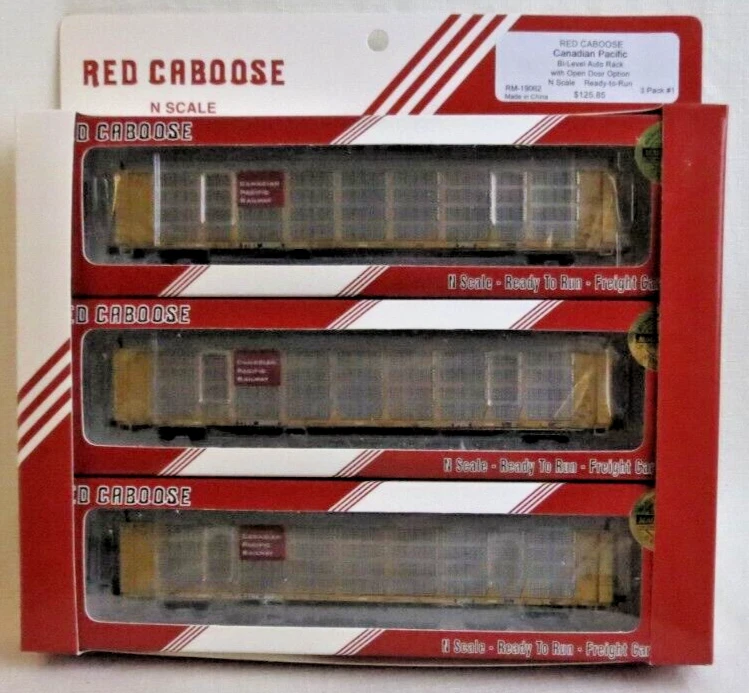 RED CABOOSE
N SCALE
RED CABOOSE
Canadian Pacific
Bi-Level Auto Rack
with Open Door Option
N Scale Ready-to-Run
RM-19062
Made in China
$125.85
3 Pack #1
D CABOOSE
CANADIAN
PACIFIC
RAILWAY
N Scale - Ready To Run - Freight Ca
ED CABOOSE
CANADIAN
PACIFIC
RAILWAY
N Scale - Ready To Run - Freight Car
ED CABOOSE
CANADIAN
PACIFIC
RAILWAY
N Scale - Ready To Run - Freight Car